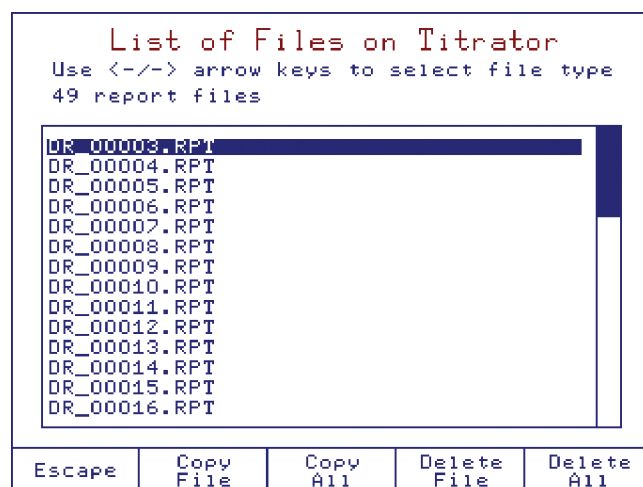 List of Files on Titrator
Use <-/-> arrow keys to select file type
49 report files
DR_00003.RPT
DR_00004.RPT
DR_00005.RPT
DR_00006.RPT
DR_00007.RPT
DR_00008.RPT
DR_00009.RPT
DR_00010.RPT
DR_00011.RPT
DR_00012.RPT
DR_00013.RPT
DR_00014.RPT
DR_00015.RPT
DR_00016.RPT
Escape
Copy
File
Copy
All
Delete
File
Delete
All